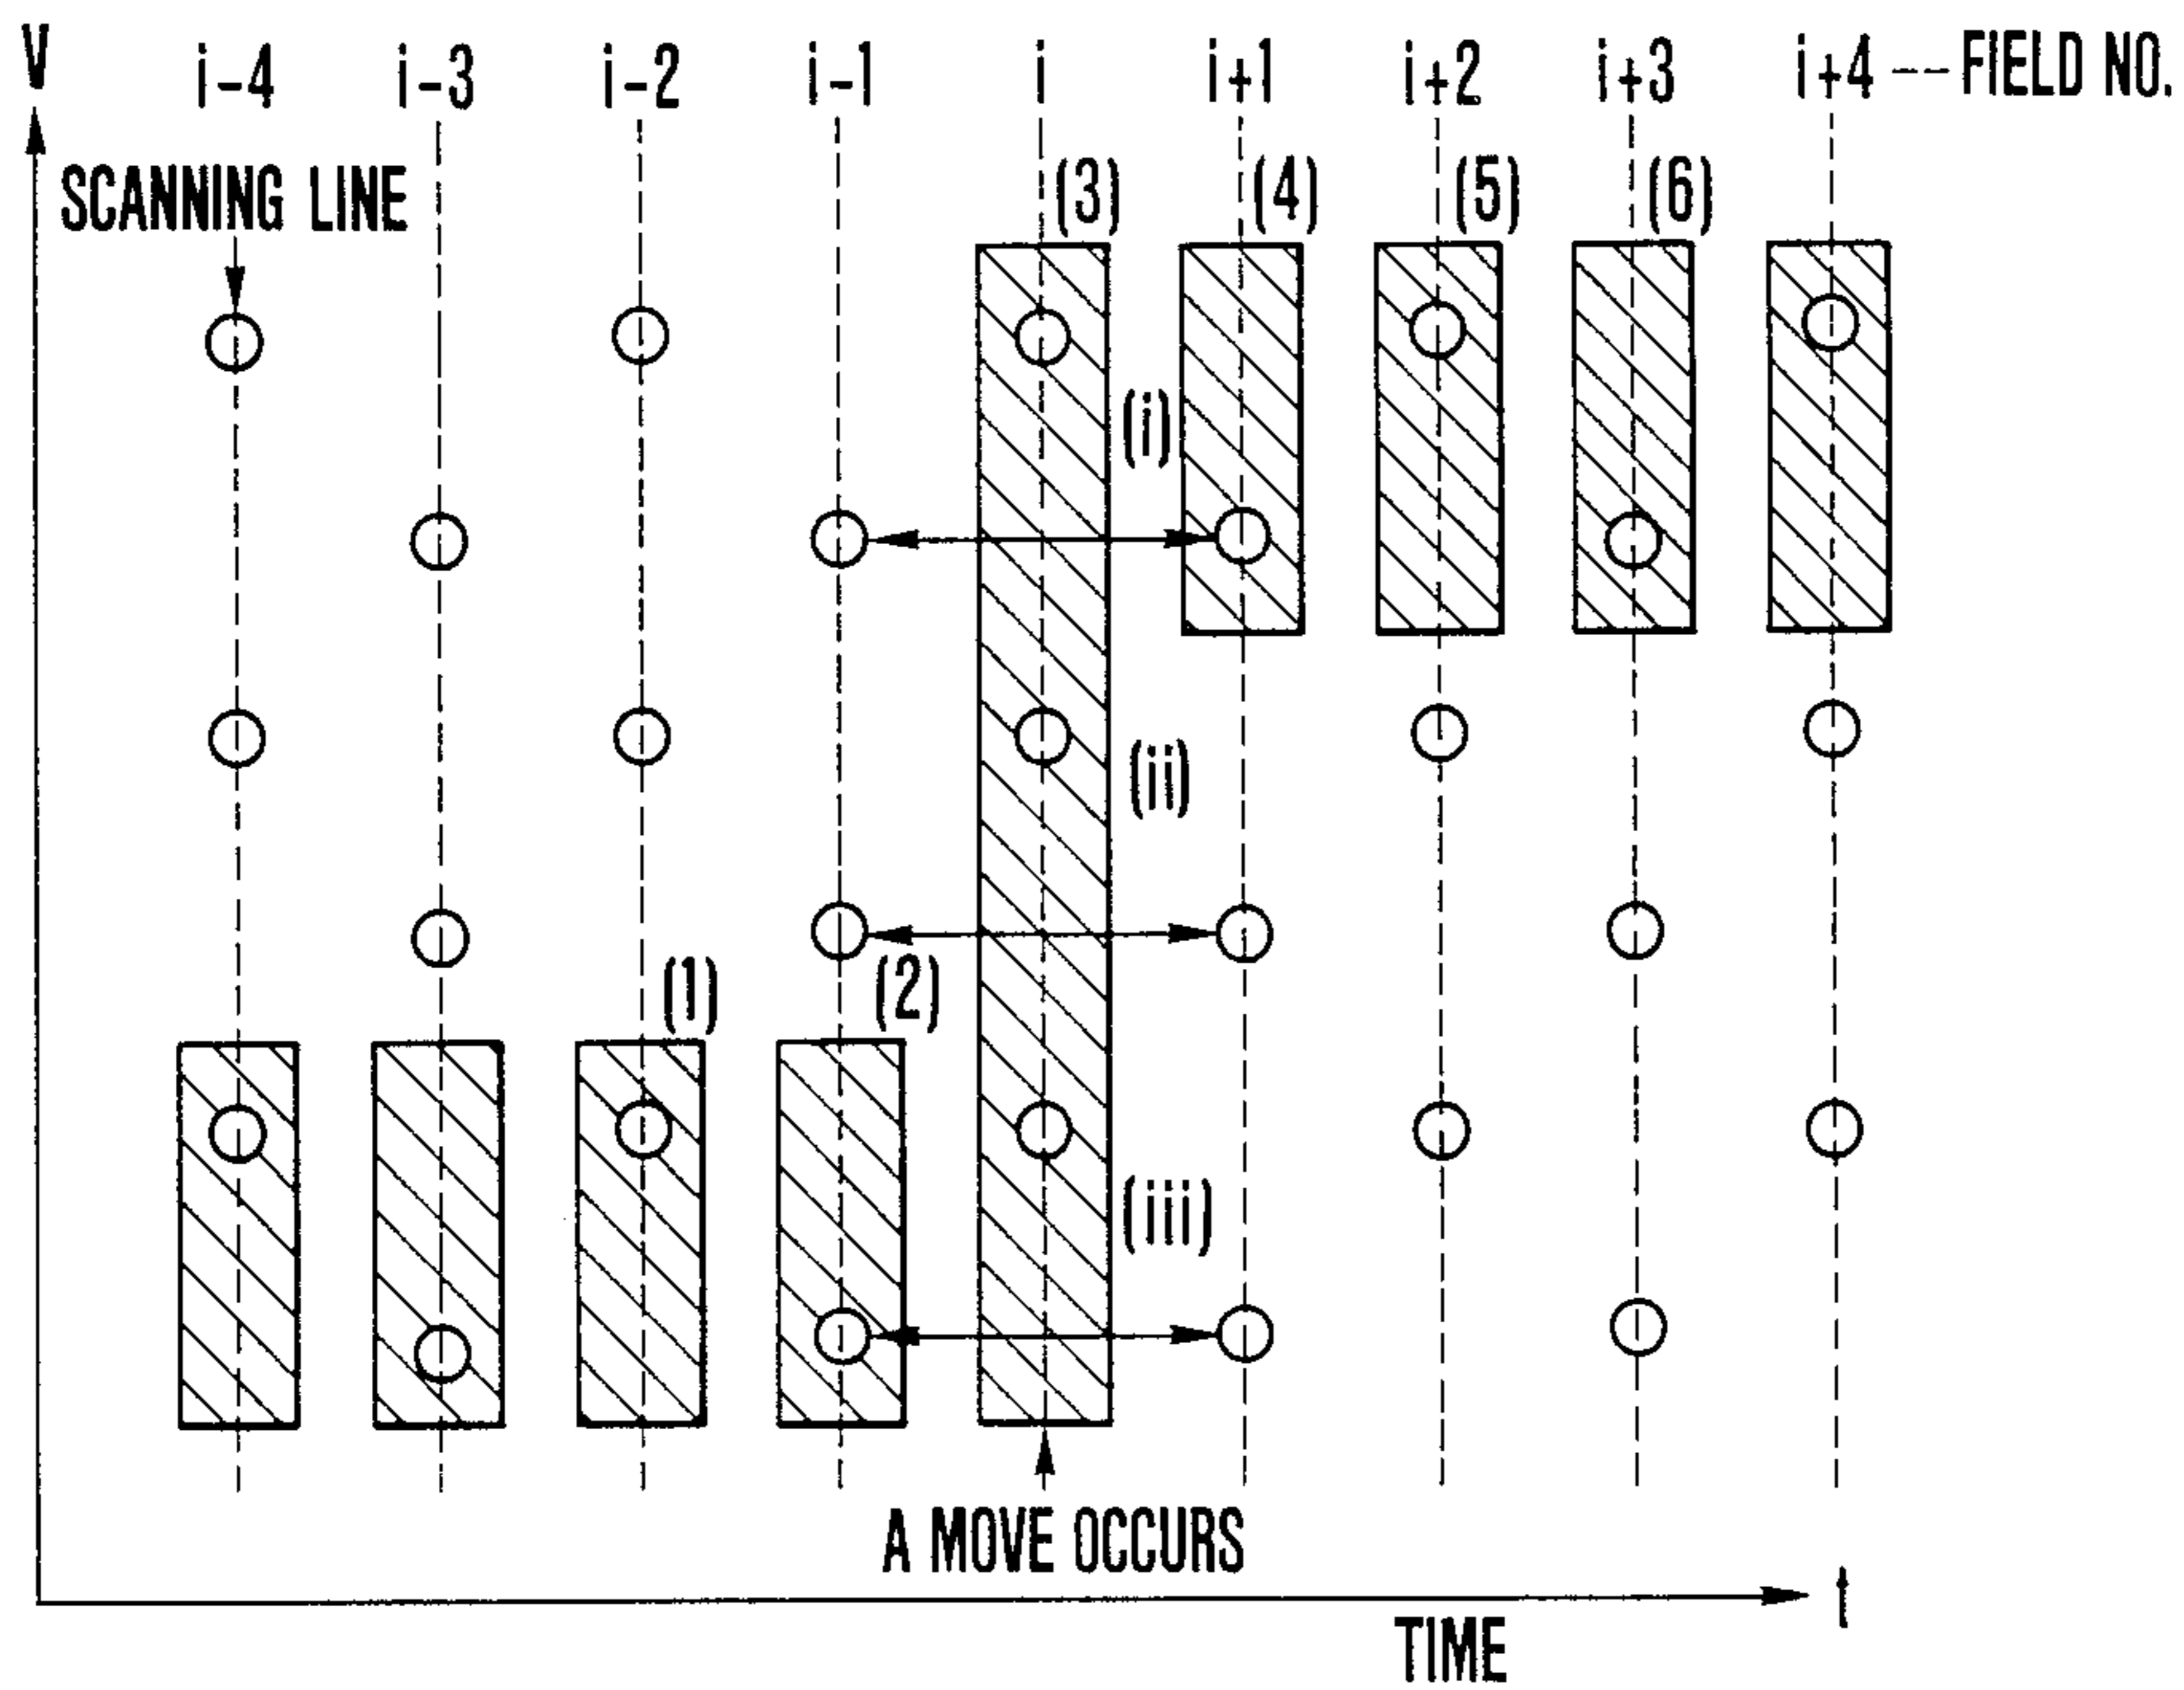 V i-4 i-3 i-2 i-1 i i+1 i+2 i+3 i+4 --- FIELD NO.
SCANNING LINE
(3) (4) (5) (6)
(i)
(ii)
(1) (2)
(iii)
A MOVE OCCURS
t
TIME